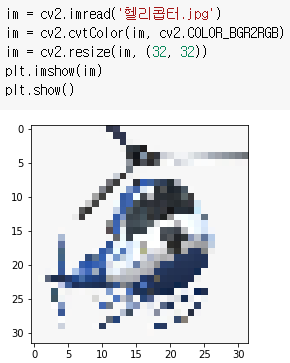 im = cv2.imread('헬리콥터.jpg')
im = cv2.cvtColor(im, cv2.COLOR_BGR2RGB)
im = cv2.resize(im, (32, 32))
plt.imshow(im)
plt.show()
0
5
10
15
20
25
30
0 5 10 15 20 25 30